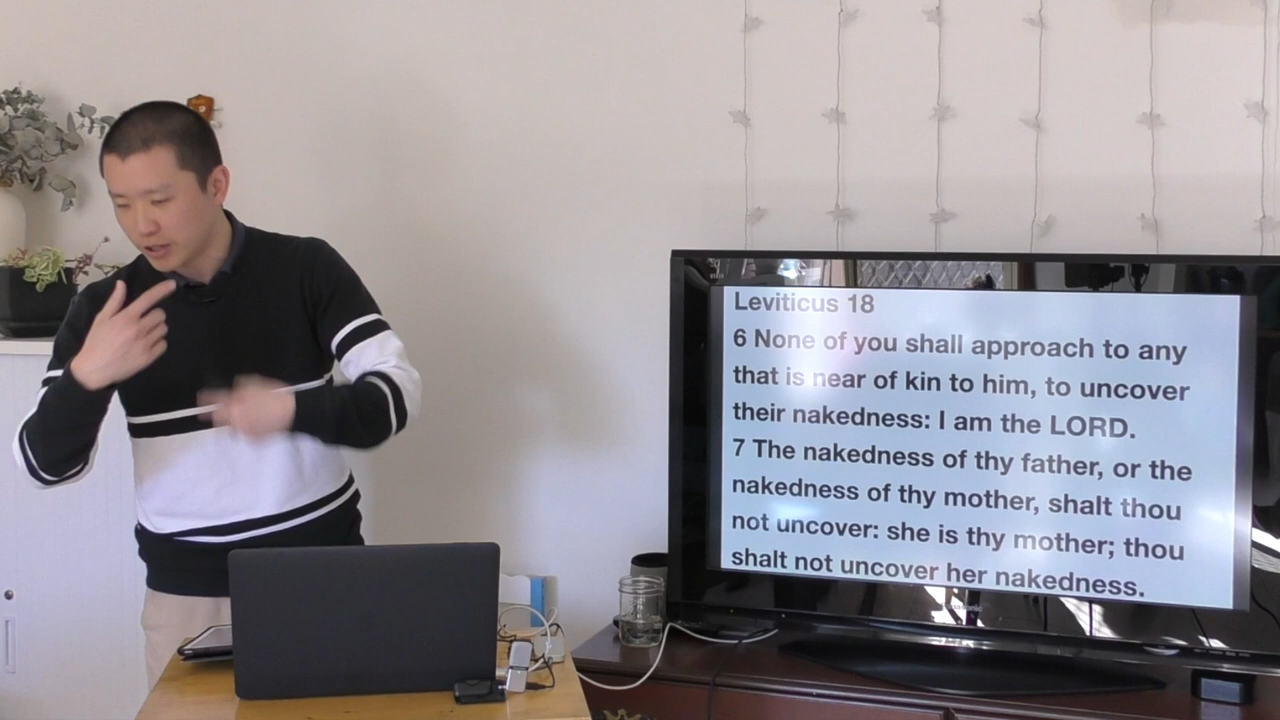 Leviticus 18
6 None of you shall approach to any
that is near of kin to him, to uncover
their nakedness: I am the LORD.
7 The nakedness of thy father, or the
nakedness of thy mother, shalt thou
not uncover: she is thy mother; thou
shalt not uncover her nakedness.